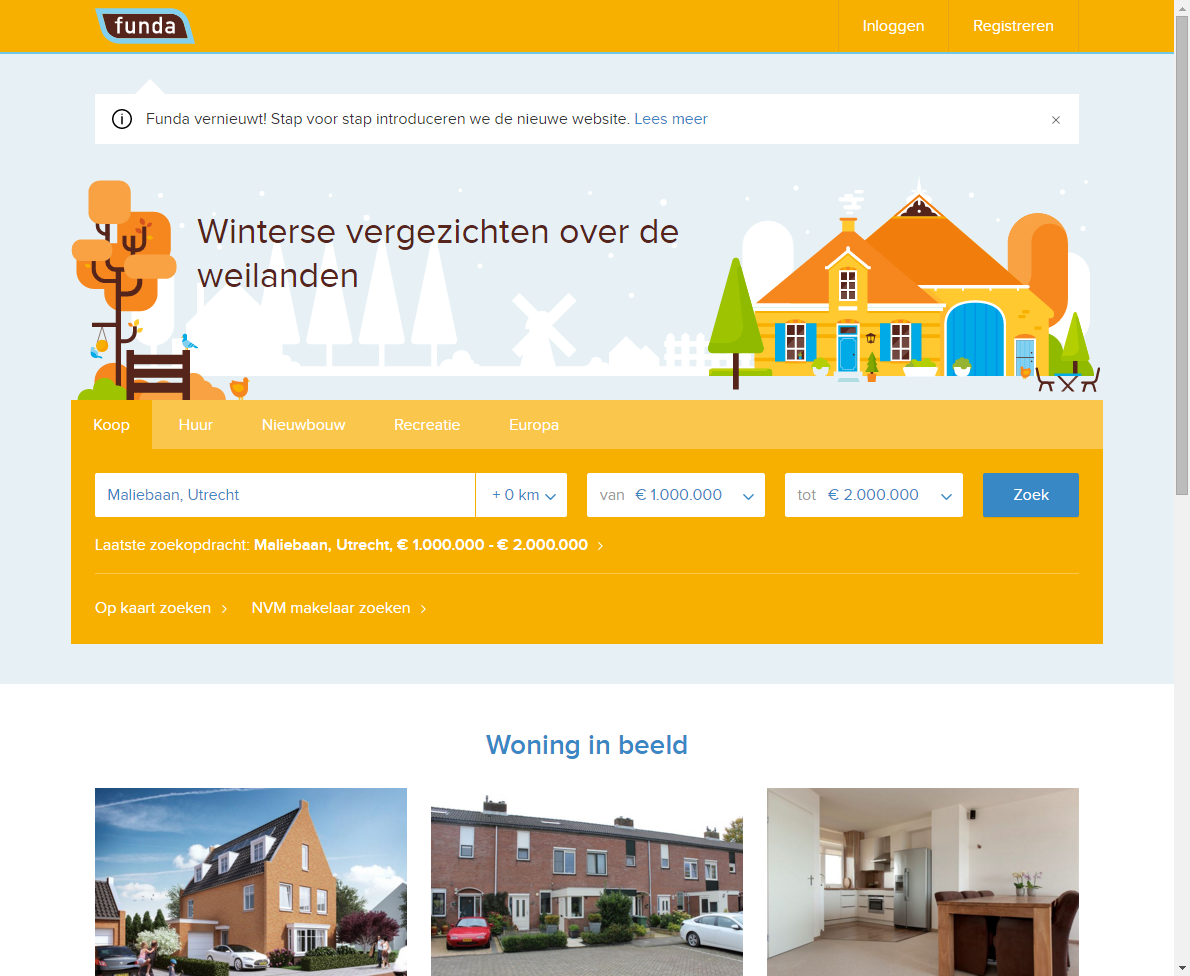 funda
Inloggen
Registreren
Funda vernieuwt! Stap voor stap introduceren we de nieuwe website. Lees meer
Winterse vergezichten over de
weilanden
Koop
Huur
Nieuwbouw
Recreatie
Europa
Maliebaan, Utrecht
+ 0 km
van € 1.000.000
tot € 2.000.000
Zoek
Laatste zoekopdracht: Maliebaan, Utrecht, € 1.000.000 - € 2.000.000
Op kaart zoeken
NVM makelaar zoeken
Woning in beeld